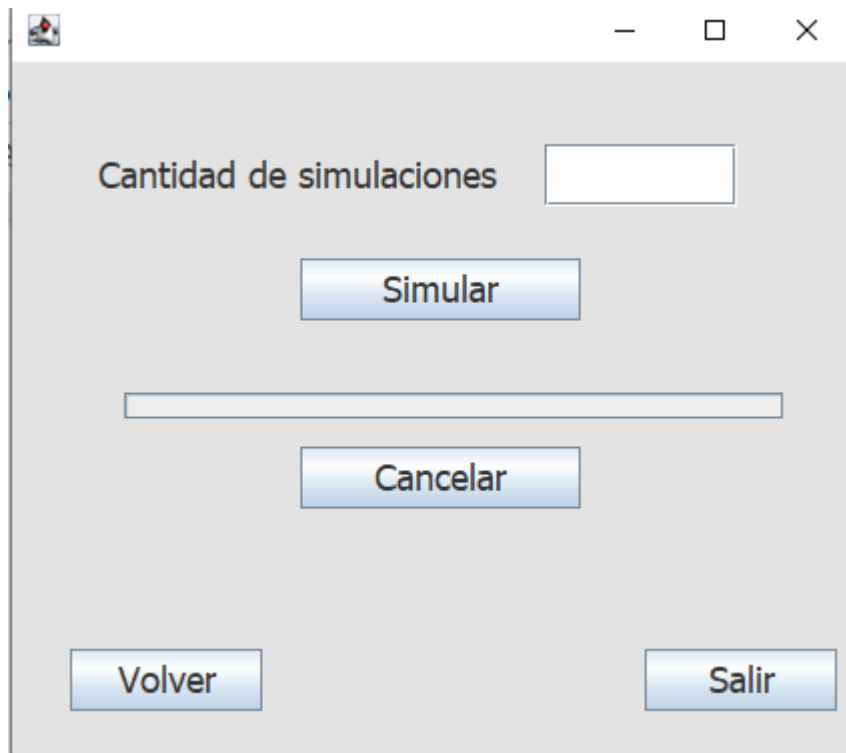 Cantidad de simulaciones
Simular
Cancelar
Volver
Salir